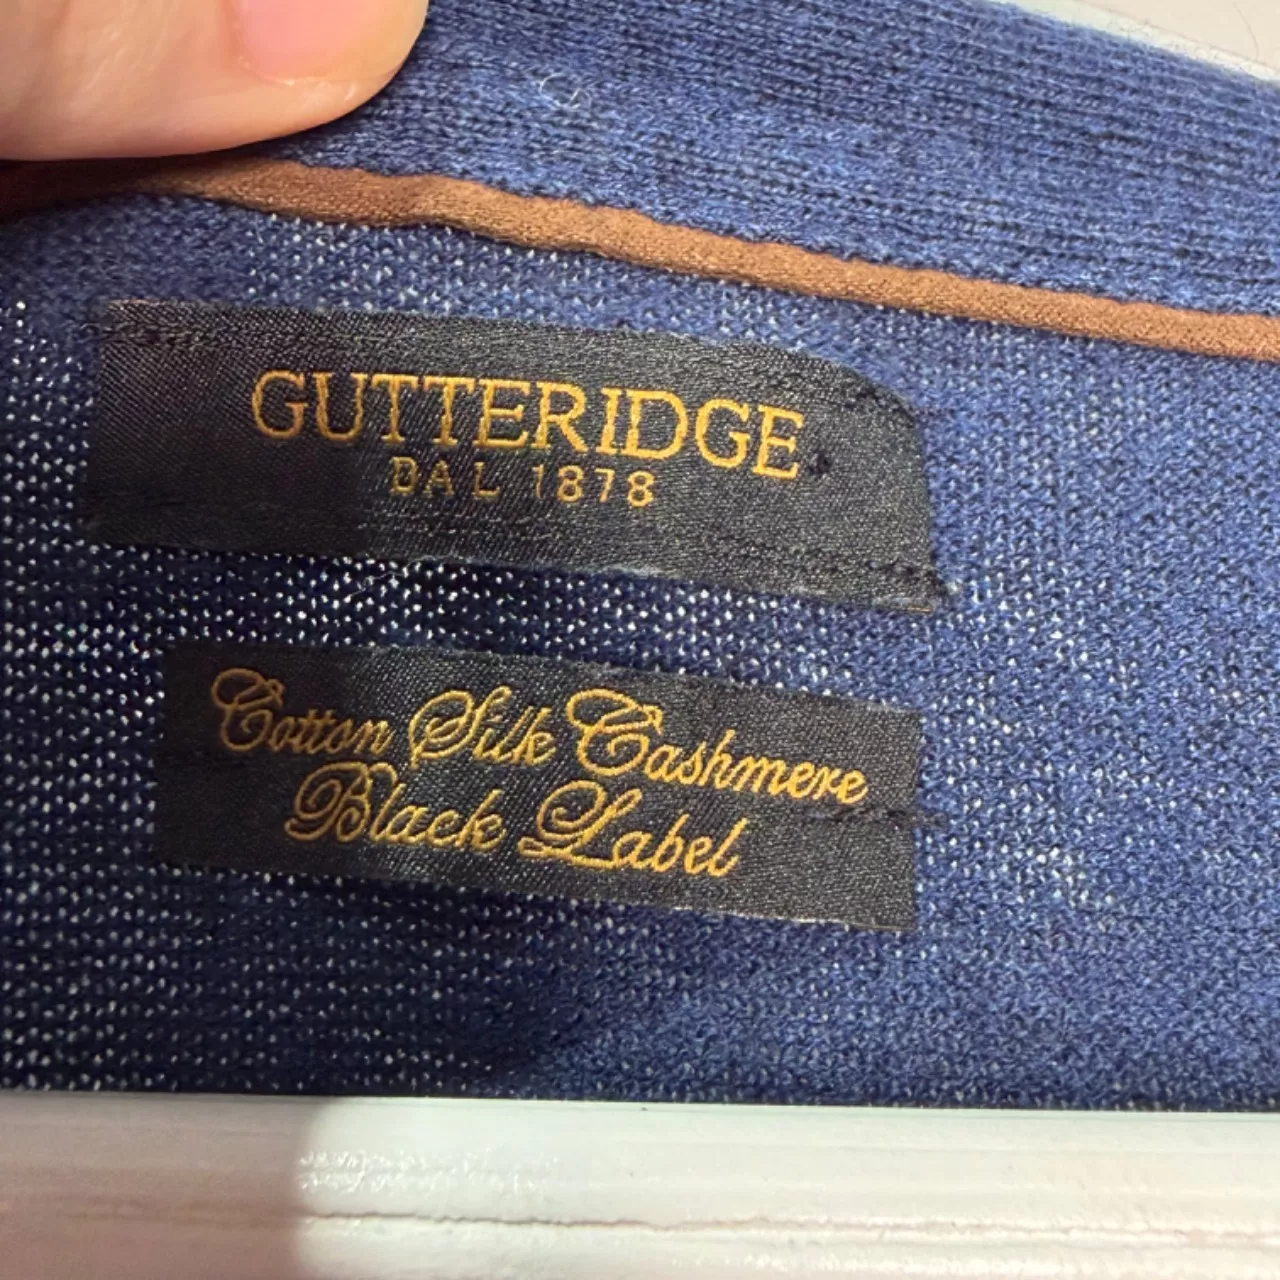 GUTTERIDGE
DAL 1878
Cotton Silk Cashmere
Black Label